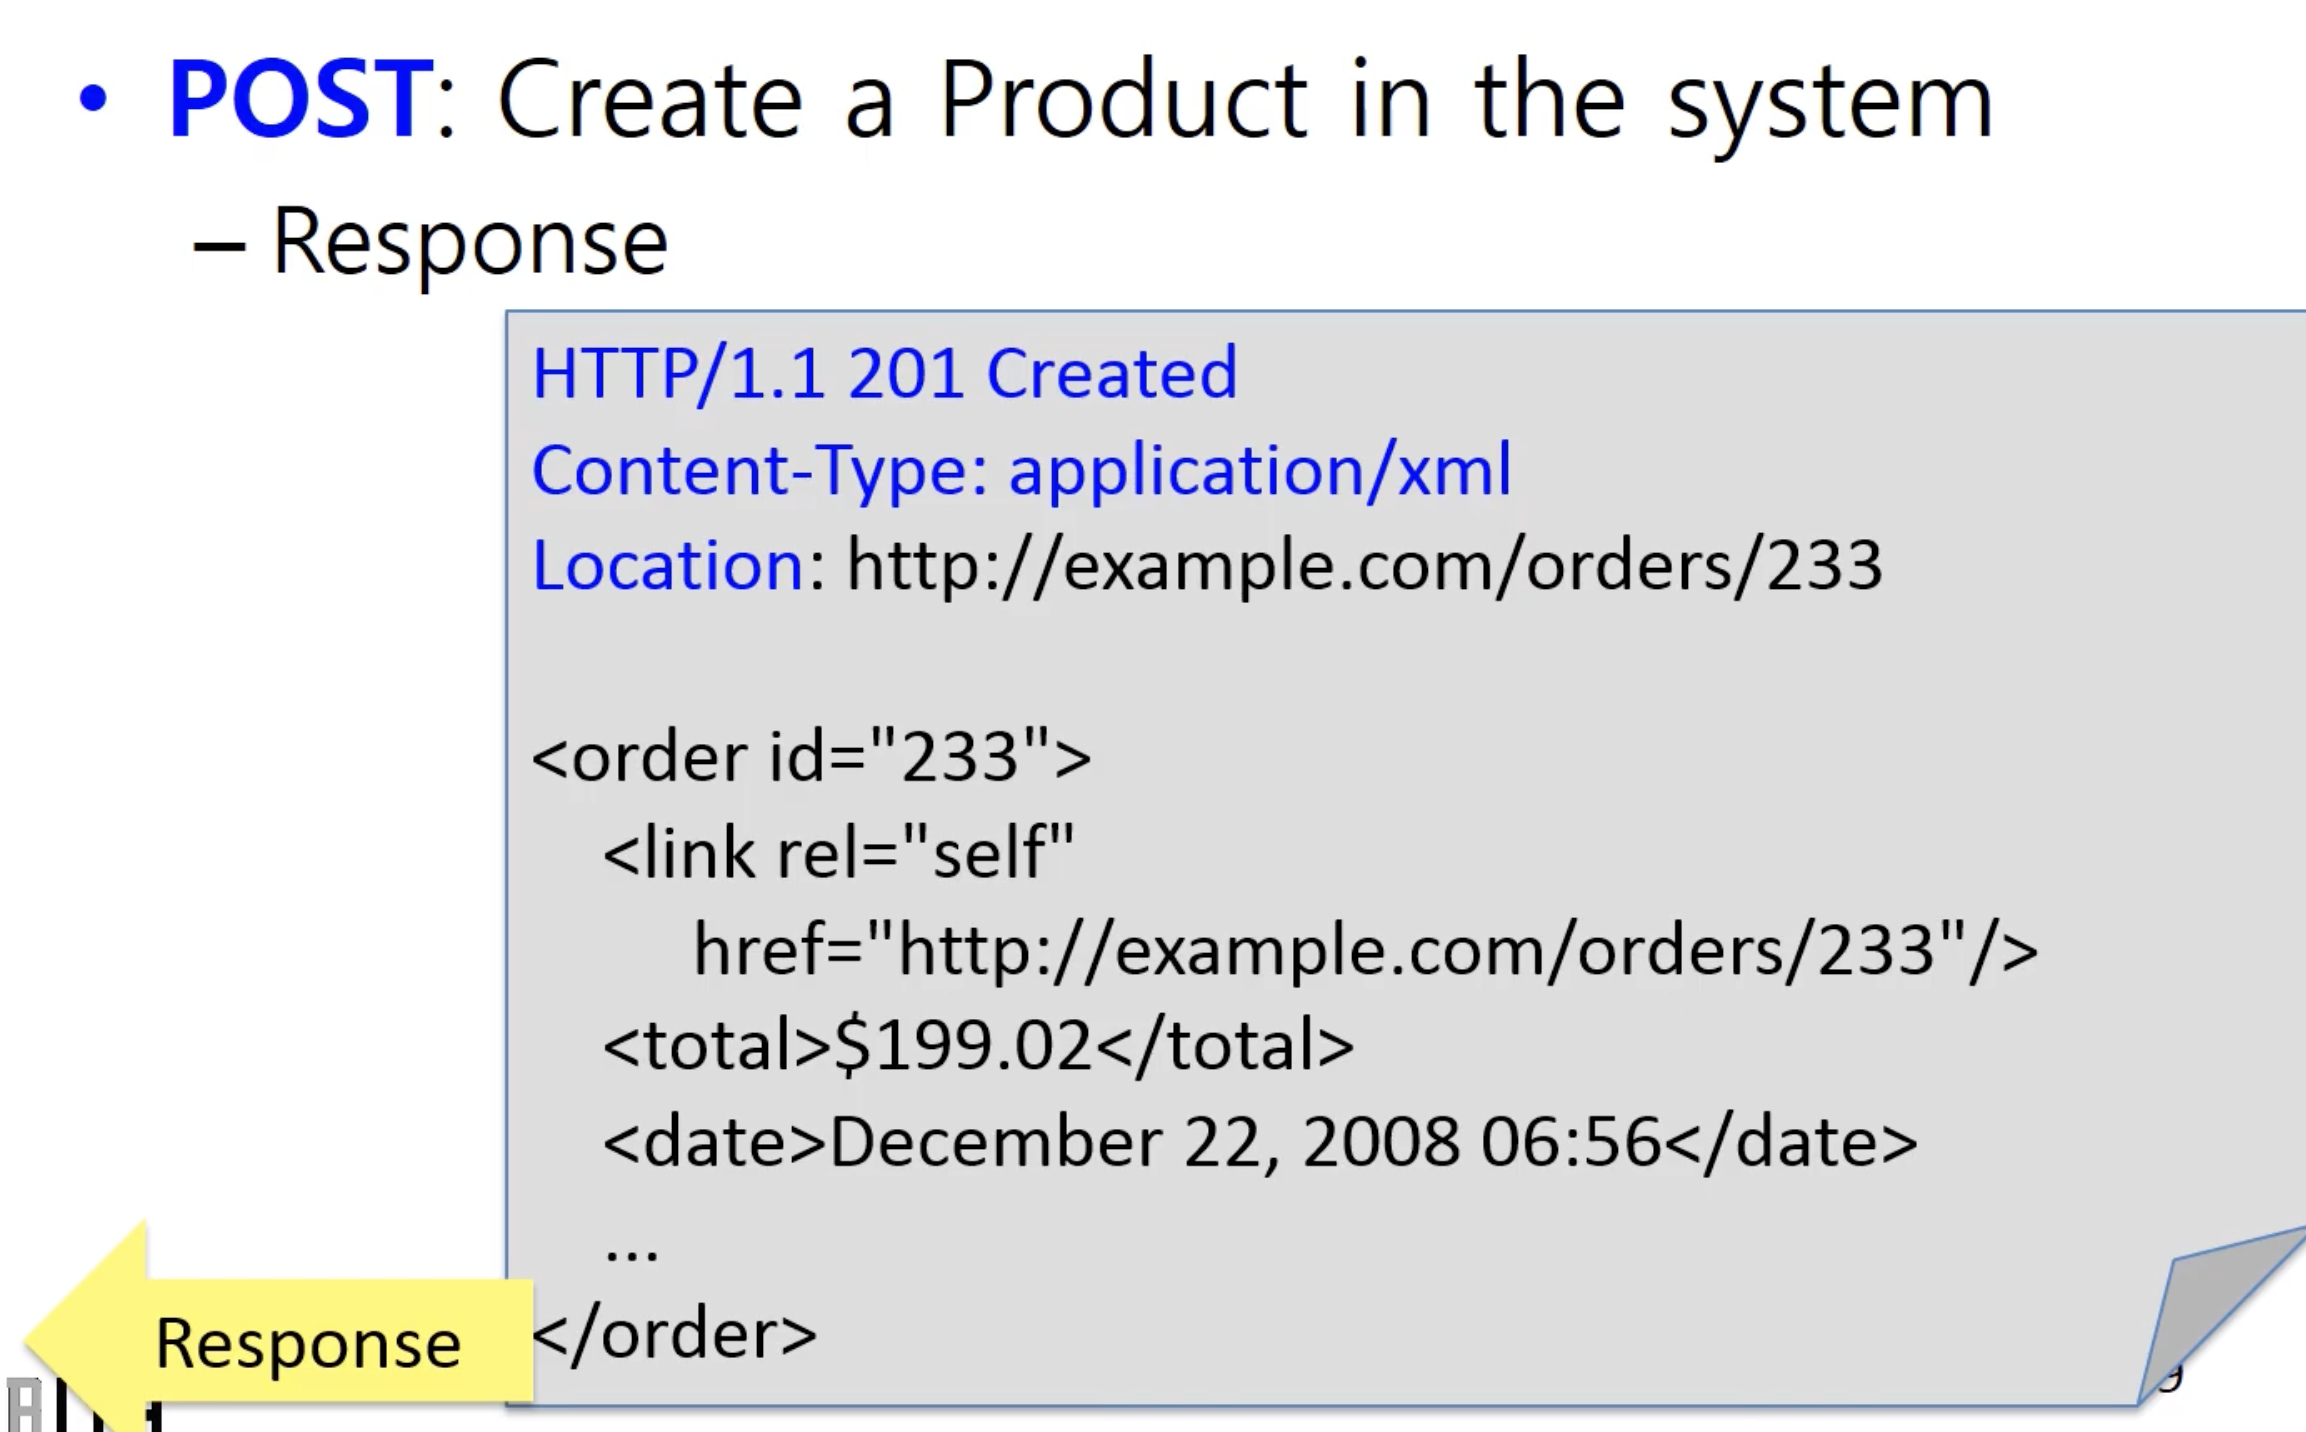 • POST: Create a Product in the system
– Response
HTTP/1.1 201 Created
Content-Type: application/xml
Location: http://example.com/orders/233
<order id="233">
<link rel="self"
href="http://example.com/orders/233"/>
<total>$199.02</total>
<date>December 22, 2008 06:56</date>
...
</order>
Response